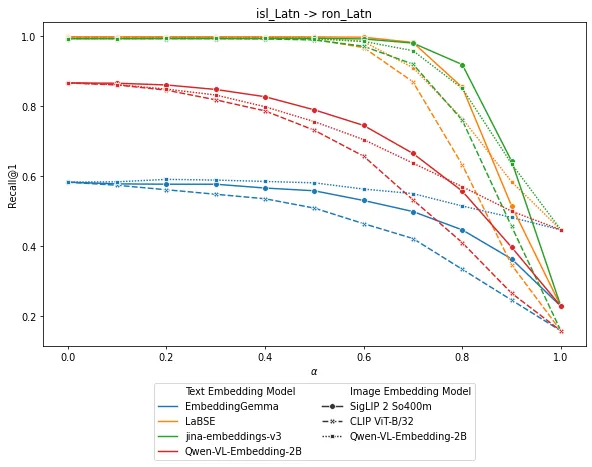 isl_Latn -> ron_Latn
1.0
0.8
0.6
0.4
0.2
Recall@1
0.0 0.2 0.4 0.6 0.8 1.0
α
Text Embedding Model Image Embedding Model
EmbeddingGemma SigLIP 2 So400m
LaBSE CLIP ViT-B/32
jina-embeddings-v3 Qwen-VL-Embedding-2B
Qwen-VL-Embedding-2B